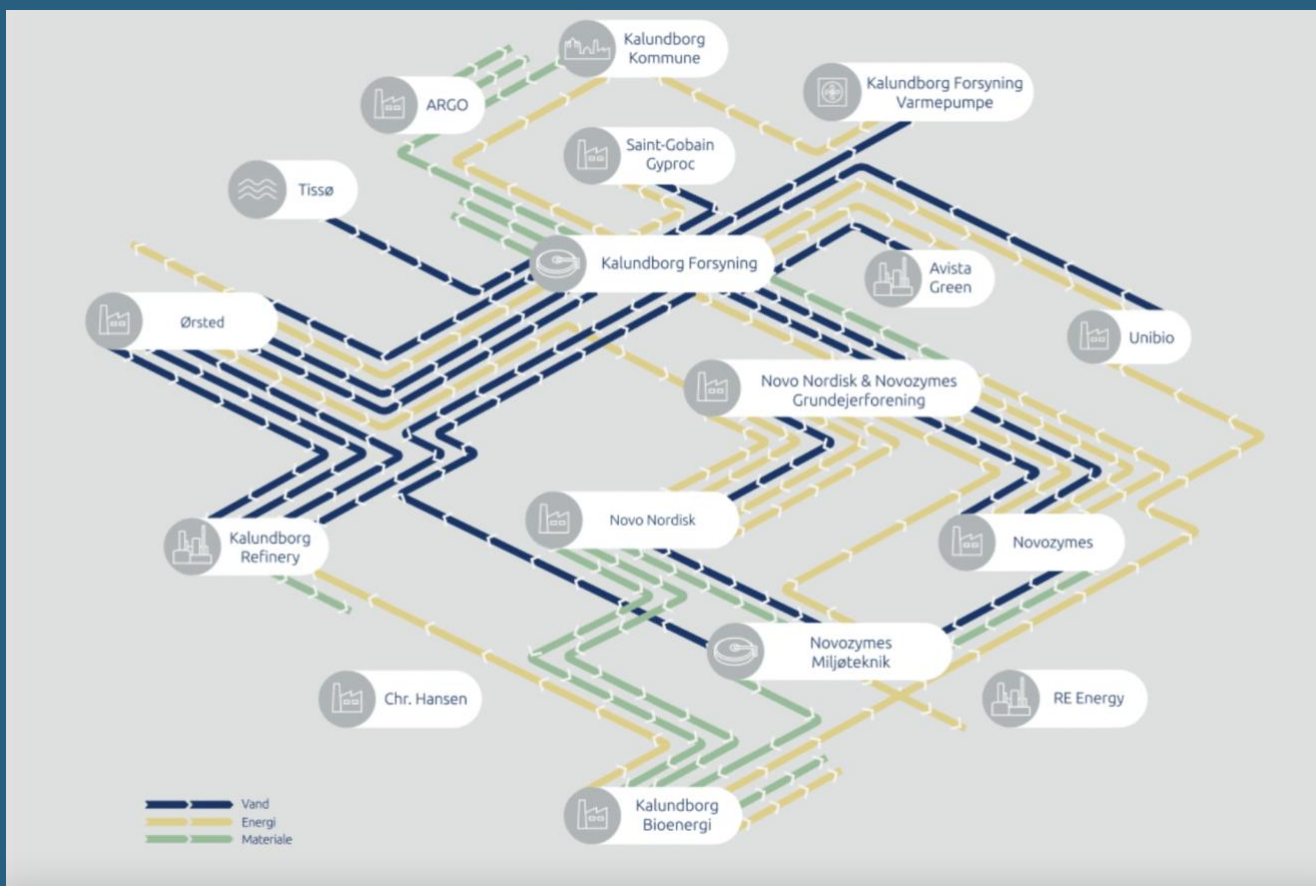 Kalundborg
Kommune
Kalundborg Forsyning
Varmepumpe
ARGO
Saint-Gobain
Gyproc
Tissø
Kalundborg Forsyning
Avista
Green
Ørsted
Unibio
Novo Nordisk & Novozymes
Grundejerforening
Novo Nordisk
Kalundborg
Refinery
Novozymes
Novozymes
Miljøteknik
Chr. Hansen
RE Energy
Kalundborg
Bioenergi
Vand
Energi
Materiale